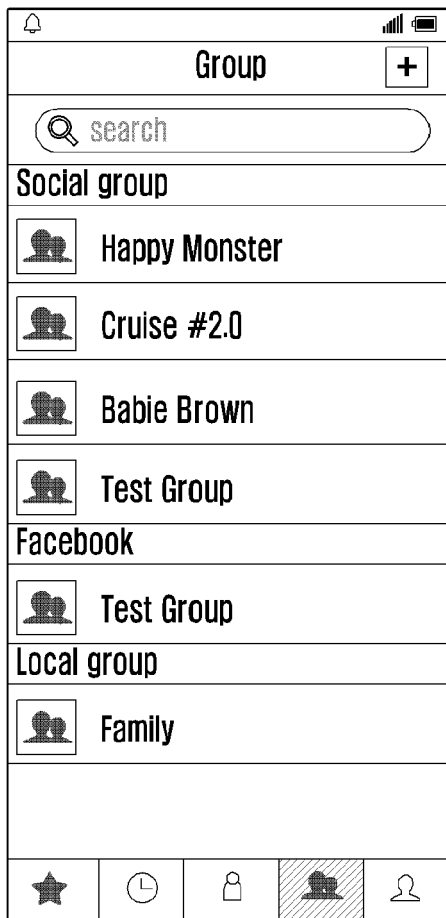 Group
+
search
Social group
Happy Monster
Cruise #2.0
Babie Brown
Test Group
Facebook
Test Group
Local group
Family